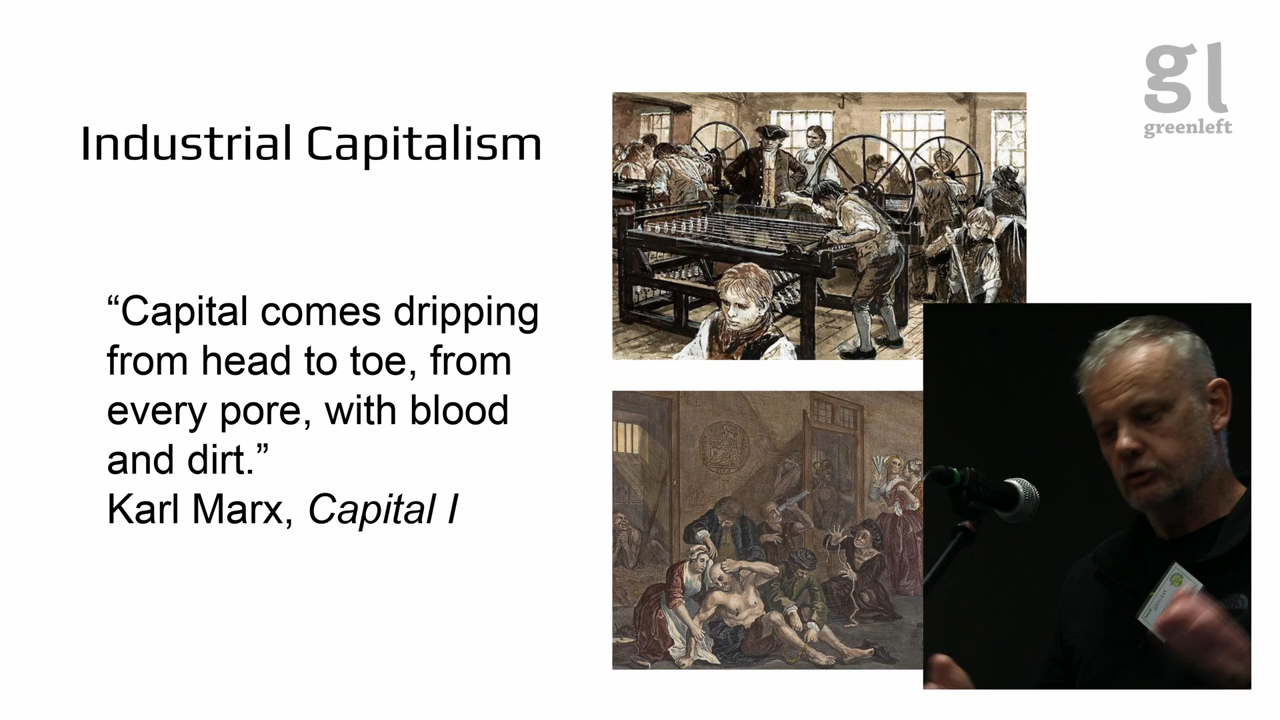 Industrial Capitalism
“Capital comes dripping
from head to toe, from
every pore, with blood
and dirt.”
Karl Marx, Capital I
gl
greenleft